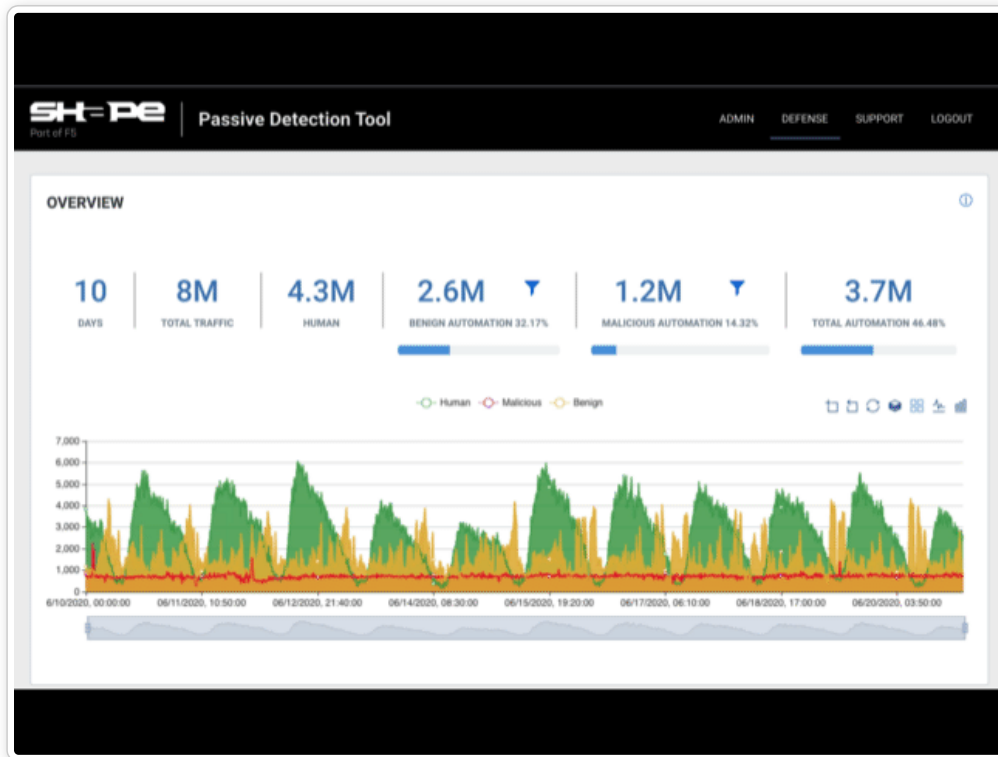 SHAPE
Part of F5
Passive Detection Tool
ADMIN DEFENSE SUPPORT LOGOUT
OVERVIEW
10 8M 4.3M 2.6M 1.2M 3.7M
DAYS TOTAL TRAFFIC HUMAN BENIGN AUTOMATION 32.17% MALICIOUS AUTOMATION 14.32% TOTAL AUTOMATION 46.48%
Human Malicious Benign
7,000
6,000
5,000
4,000
3,000
2,000
1,000
0
6/10/2020, 00:00:00 06/11/2020, 10:50:00 06/12/2020, 21:40:00 06/14/2020, 08:30:00 06/15/2020, 19:20:00 06/17/2020, 06:10:00 06/18/2020, 17:00:00 06/20/2020, 03:50:00